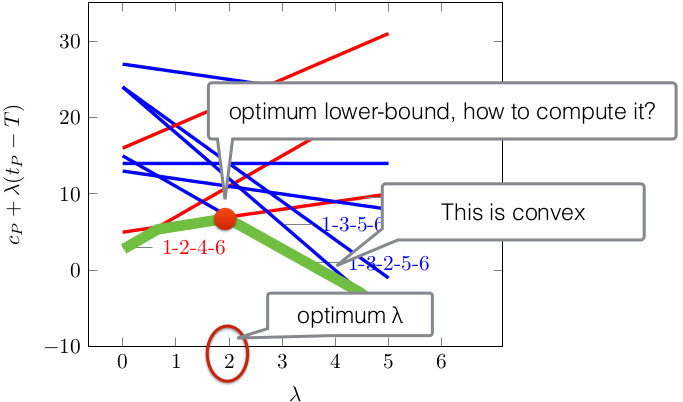 30
20
10
0
−10
c_P + λ(t_P − T)
optimum lower-bound, how to compute it?
This is convex
1-3-5-6
1-2-4-6
1-3-2-5-6
optimum λ
0 1 2 3 4 5 6
λ